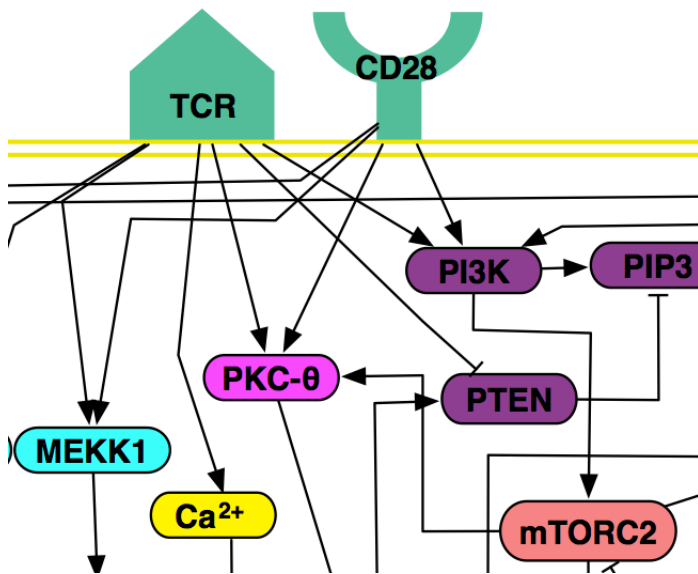 CD28
TCR
PI3K
PIP3
PKC-θ
PTEN
MEKK1
Ca²⁺
mTORC2